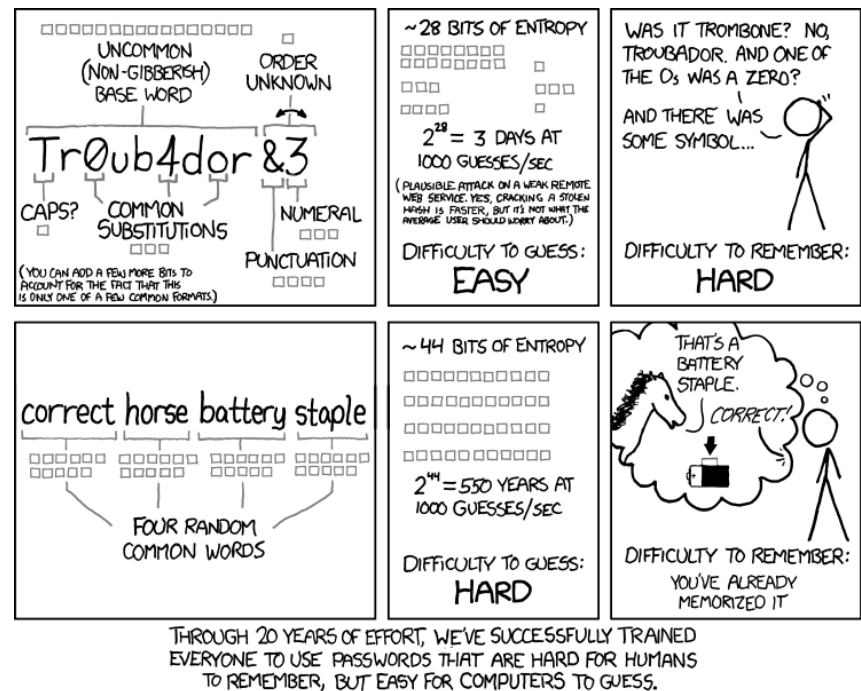 UNCOMMON
(NON-GIBBERISH)
BASE WORD
ORDER
UNKNOWN
Tr0ub4dor &3
CAPS?
COMMON
SUBSTITUTIONS
NUMERAL
PUNCTUATION
(YOU CAN ADD A FEW MORE BITS TO
ACCOUNT FOR THE FACT THAT THIS
IS ONLY ONE OF A FEW COMMON FORMATS.)
~28 BITS OF ENTROPY
2^28 = 3 DAYS AT
1000 GUESSES/SEC
(PLAUSIBLE ATTACK ON A WEAK REMOTE
WEB SERVICE. YES, CRACKING A STOLEN
HASH IS FASTER, BUT IT'S NOT WHAT THE
AVERAGE USER SHOULD WORRY ABOUT.)
DIFFICULTY TO GUESS:
EASY
WAS IT TROMBONE? NO,
TROUBADOR. AND ONE OF
THE Os WAS A ZERO?
AND THERE WAS
SOME SYMBOL...
DIFFICULTY TO REMEMBER:
HARD
correct horse battery staple
FOUR RANDOM
COMMON WORDS
~44 BITS OF ENTROPY
2^44 = 550 YEARS AT
1000 GUESSES/SEC
DIFFICULTY TO GUESS:
HARD
THAT'S A
BATTERY
STAPLE.
CORRECT!
DIFFICULTY TO REMEMBER:
YOU'VE ALREADY
MEMORIZED IT
THROUGH 20 YEARS OF EFFORT, WE'VE SUCCESSFULLY TRAINED
EVERYONE TO USE PASSWORDS THAT ARE HARD FOR HUMANS
TO REMEMBER, BUT EASY FOR COMPUTERS TO GUESS.